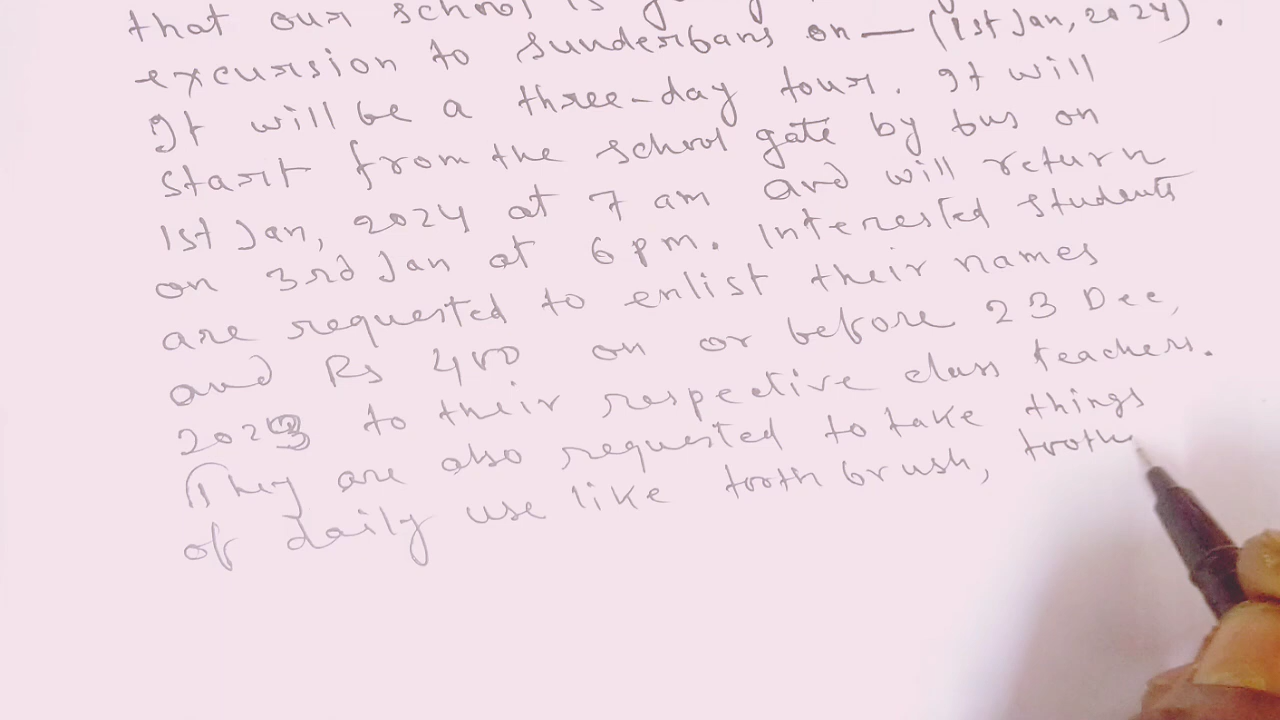 that our school is
excursion to Sunderbans on — (1st Jan, 2024).
It will be a three-day tour. It will
start from the school gate by bus on
1st Jan, 2024 at 7 am and will return
on 3rd Jan at 6 pm. Interested students
are requested to enlist their names
and Rs 400 on or before 23 Dec,
2023 to their respective class teachers.
They are also requested to take things
of daily use like tooth brush, tooth